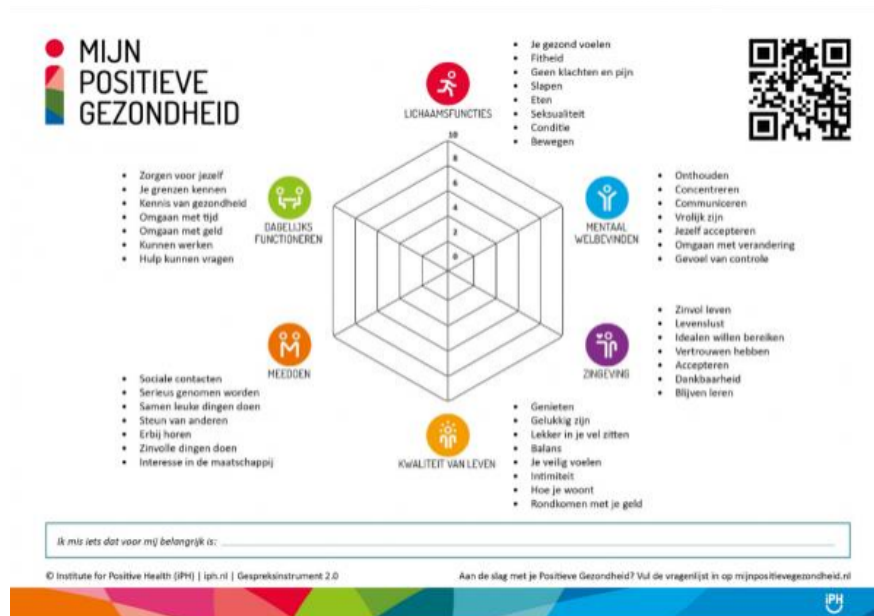 MIJN
POSITIEVE
GEZONDHEID
LICHAAMSFUNCTIES
• Je gezond voelen
• Fitheid
• Geen klachten en pijn
• Slapen
• Eten
• Seksualiteit
• Conditie
• Bewegen
10
8
6
4
2
0
• Zorgen voor jezelf
• Je grenzen kennen
• Kennis van gezondheid
• Omgaan met tijd
• Omgaan met geld
• Kunnen werken
• Hulp kunnen vragen
DAGELIJKS
FUNCTIONEREN
MENTAAL
WELBEVINDEN
• Onthouden
• Concentreren
• Communiceren
• Vrolijk zijn
• Jezelf accepteren
• Omgaan met verandering
• Gevoel van controle
MEEDOEN
• Sociale contacten
• Serieus genomen worden
• Samen leuke dingen doen
• Steun van anderen
• Erbij horen
• Zinvolle dingen doen
• Interesse in de maatschappij
ZINGEVING
• Zinvol leven
• Levenslust
• Idealen willen bereiken
• Vertrouwen hebben
• Accepteren
• Dankbaarheid
• Blijven leren
KWALITEIT VAN LEVEN
• Genieten
• Gelukkig zijn
• Lekker in je vel zitten
• Balans
• Je veilig voelen
• Intimiteit
• Hoe je woont
• Rondkomen met je geld
Ik mis iets dat voor mij belangrijk is:
© Institute for Positive Health (iPH) | iph.nl | Gespreksinstrument 2.0
Aan de slag met je Positieve Gezondheid? Vul de vragenlijst in op mijnpositievegezondheid.nl
iPH